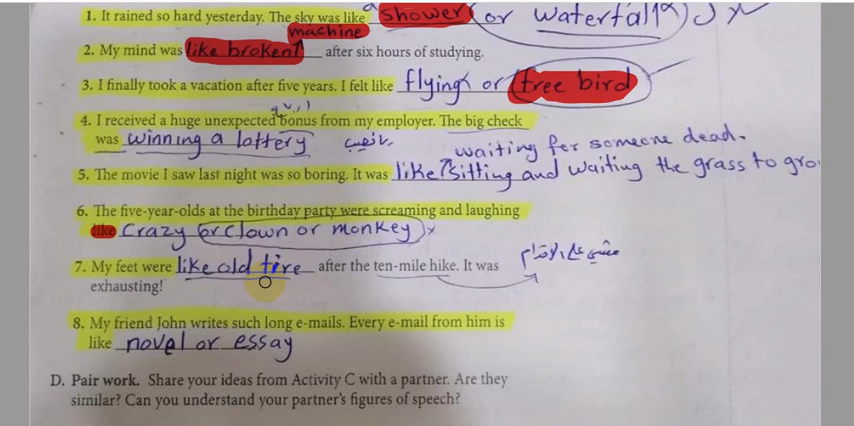 1. It rained so hard yesterday. The sky was like a shower or waterfall
machine
2. My mind was like broken after six hours of studying.
3. I finally took a vacation after five years. I felt like flying or free bird
4. I received a huge unexpected bonus from my employer. The big check
was winning a lottery
waiting for someone dead.
5. The movie I saw last night was so boring. It was like sitting and waiting the grass to gro
6. The five-year-olds at the birthday party were screaming and laughing
like crazy or clown or monkey
7. My feet were like old tire after the ten-mile hike. It was مشي على الاقدام
exhausting!
8. My friend John writes such long e-mails. Every e-mail from him is
like novel or essay
D. Pair work. Share your ideas from Activity C with a partner. Are they
similar? Can you understand your partner's figures of speech?